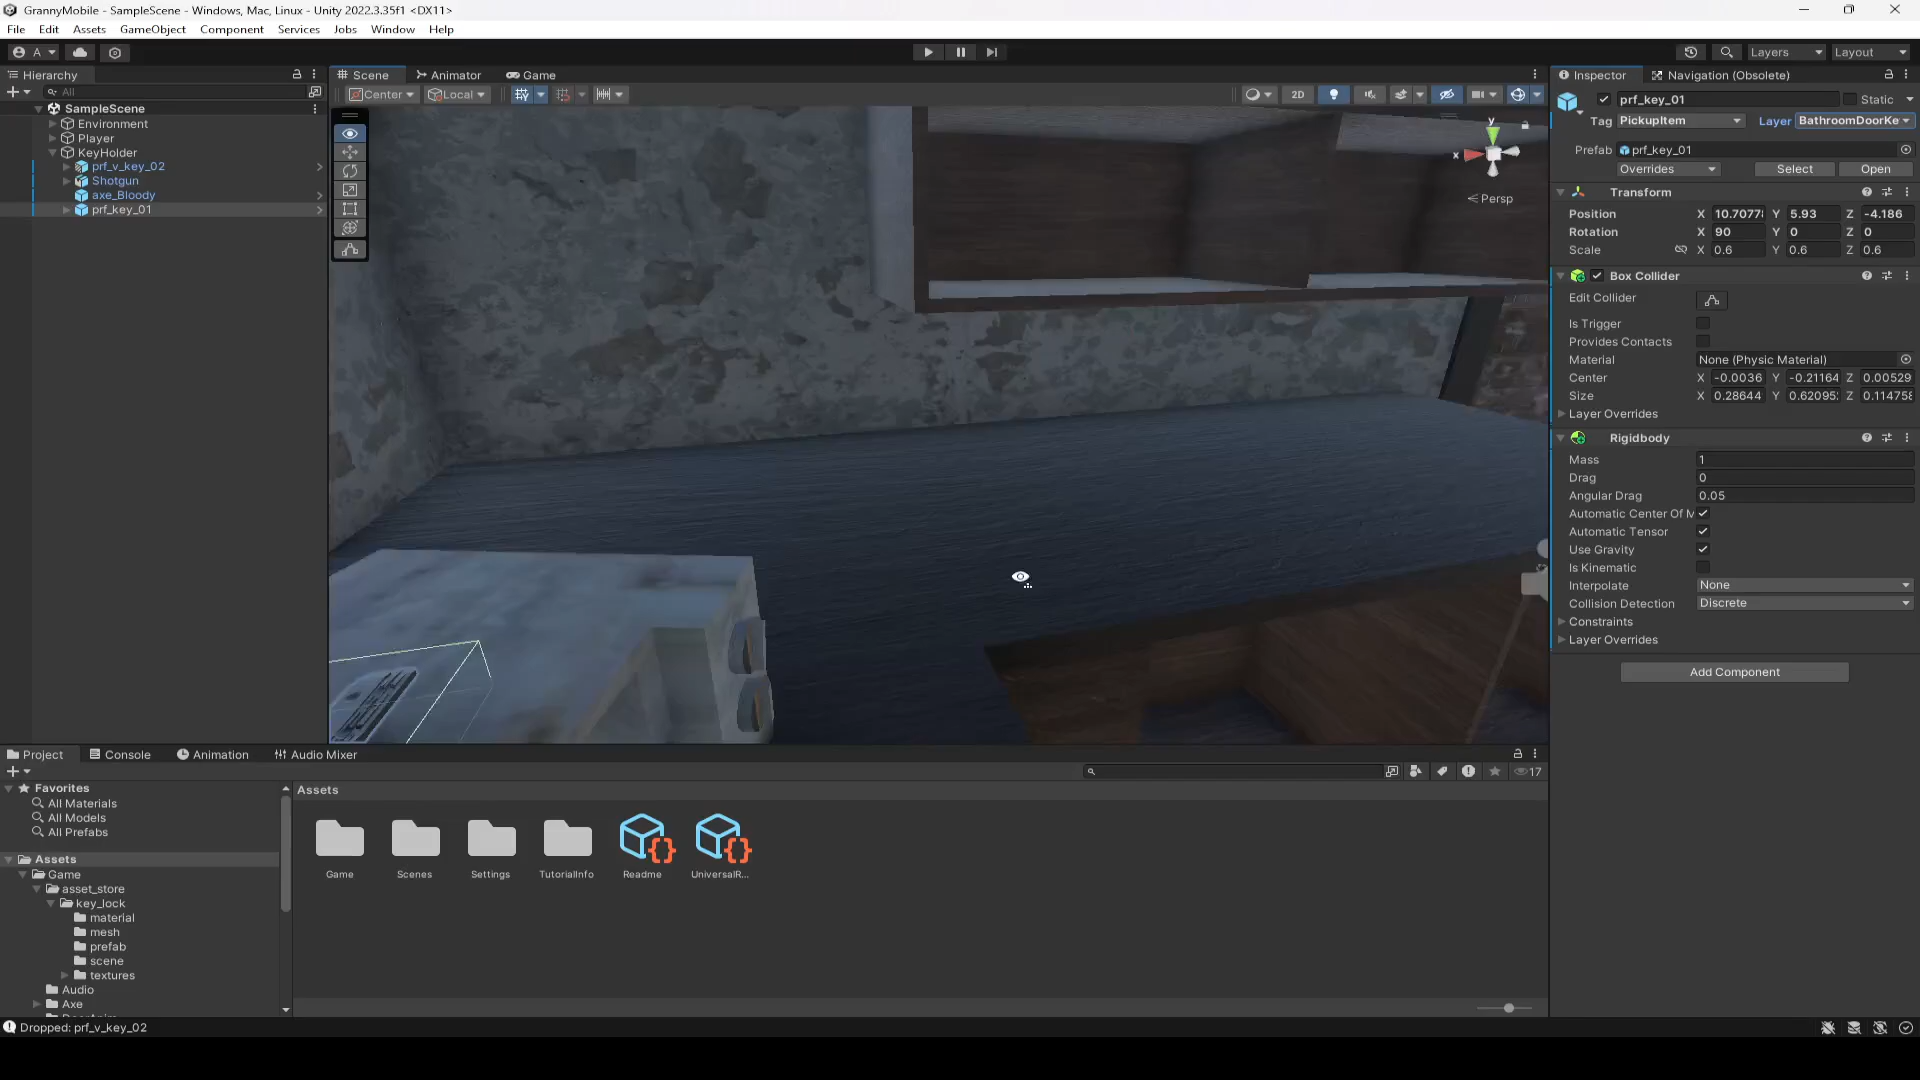 GrannyMobile - SampleScene - Windows, Mac, Linux - Unity 2022.3.35f1 <DX11>
File Edit Assets GameObject Component Services Jobs Window Help
A Layers Layout
Hierarchy
All
SampleScene
Environment
Player
KeyHolder
prf_v_key_02
Shotgun
axe_Bloody
prf_key_01
Scene Animator Game
Center Local 2D
y
x
Persp
Inspector Navigation (Obsolete)
prf_key_01 Static
Tag PickupItem Layer BathroomDoorKe
Prefab prf_key_01
Overrides Select Open
Transform
Position X 10.7077 Y 5.93 Z -4.186
Rotation X 90 Y 0 Z 0
Scale X 0.6 Y 0.6 Z 0.6
Box Collider
Edit Collider
Is Trigger
Provides Contacts
Material None (Physic Material)
Center X -0.0036 Y -0.21164 Z 0.00529
Size X 0.28644 Y 0.62095 Z 0.11475
Layer Overrides
Rigidbody
Mass 1
Drag 0
Angular Drag 0.05
Automatic Center Of M
Automatic Tensor
Use Gravity
Is Kinematic
Interpolate None
Collision Detection Discrete
Constraints
Layer Overrides
Add Component
Project Console Animation Audio Mixer
17
Favorites
All Materials
All Models
All Prefabs
Assets
Game
asset_store
key_lock
material
mesh
prefab
scene
textures
Audio
Axe
Assets
Game Scenes Settings TutorialInfo Readme UniversalR...
Dropped: prf_v_key_02